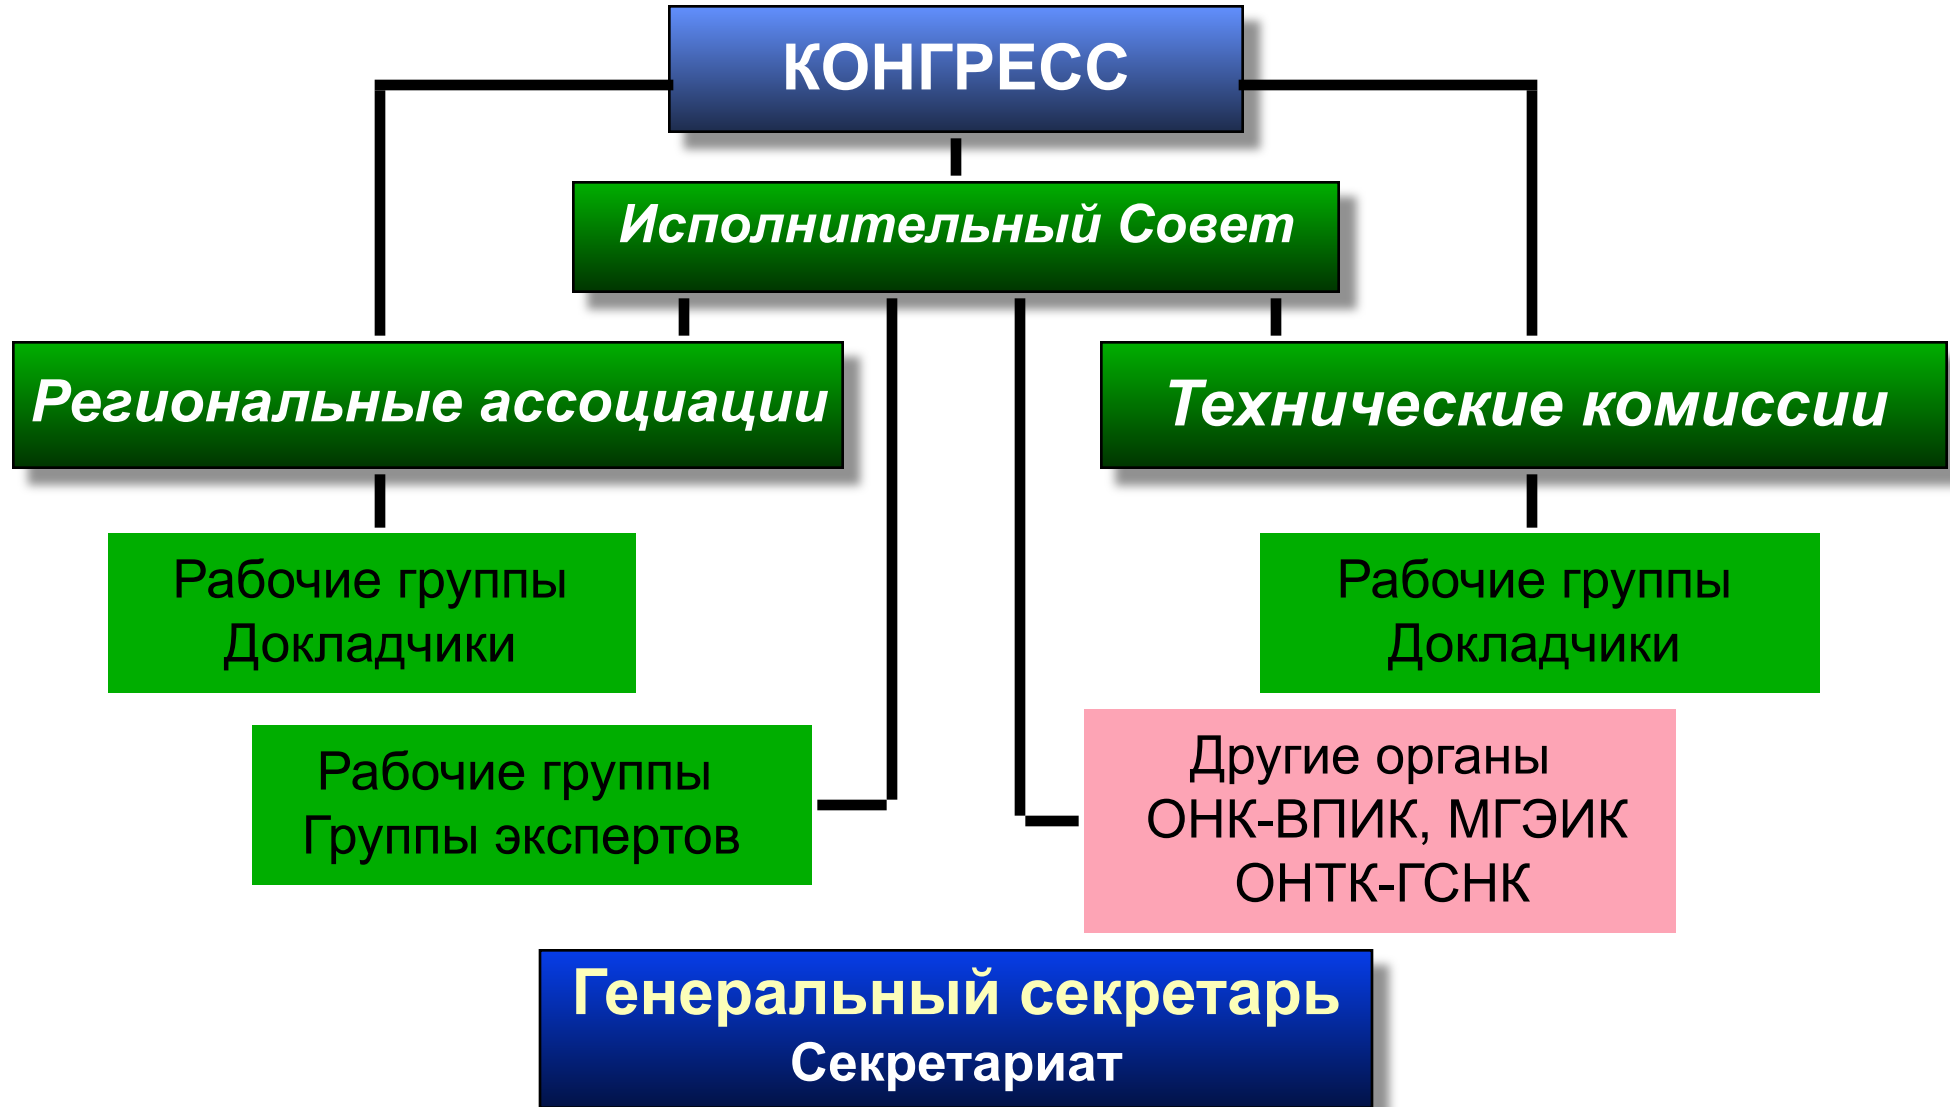 КОНГРЕСС
Исполнительный Совет
Региональные ассоциации
Технические комиссии
Рабочие группы
Докладчики
Рабочие группы
Докладчики
Рабочие группы
Группы экспертов
Другие органы
ОНК-ВПИК, МГЭИК
ОНТК-ГСНК
Генеральный секретарь
Секретариат